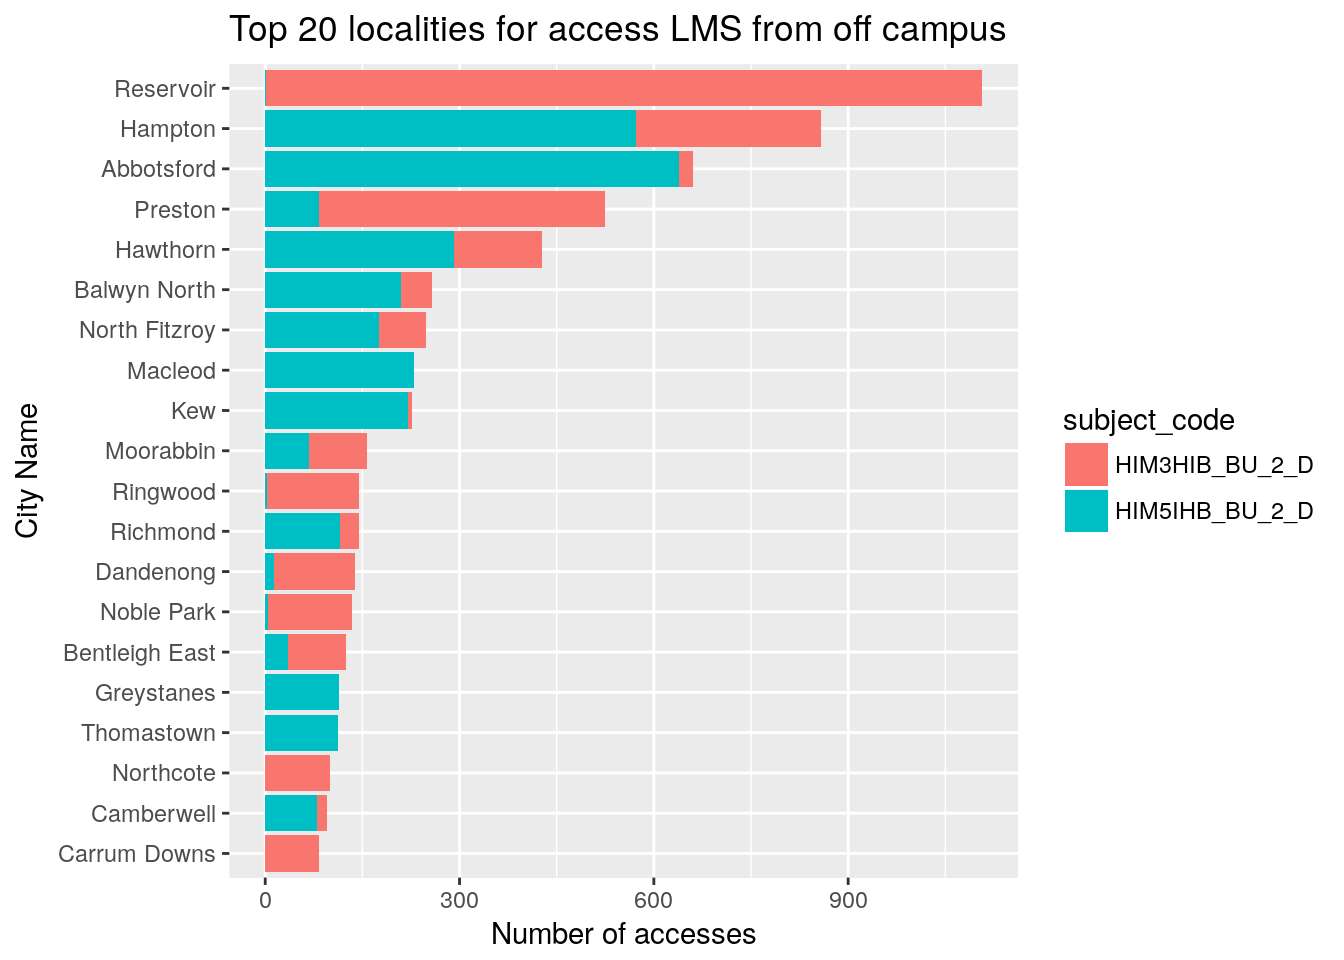 Top 20 localities for access LMS from off campus
City Name
Reservoir
Hampton
Abbotsford
Preston
Hawthorn
Balwyn North
North Fitzroy
Macleod
Kew
Moorabbin
Ringwood
Richmond
Dandenong
Noble Park
Bentleigh East
Greystanes
Thomastown
Northcote
Camberwell
Carrum Downs
0 300 600 900
Number of accesses
subject_code
HIM3HIB_BU_2_D
HIM5IHB_BU_2_D